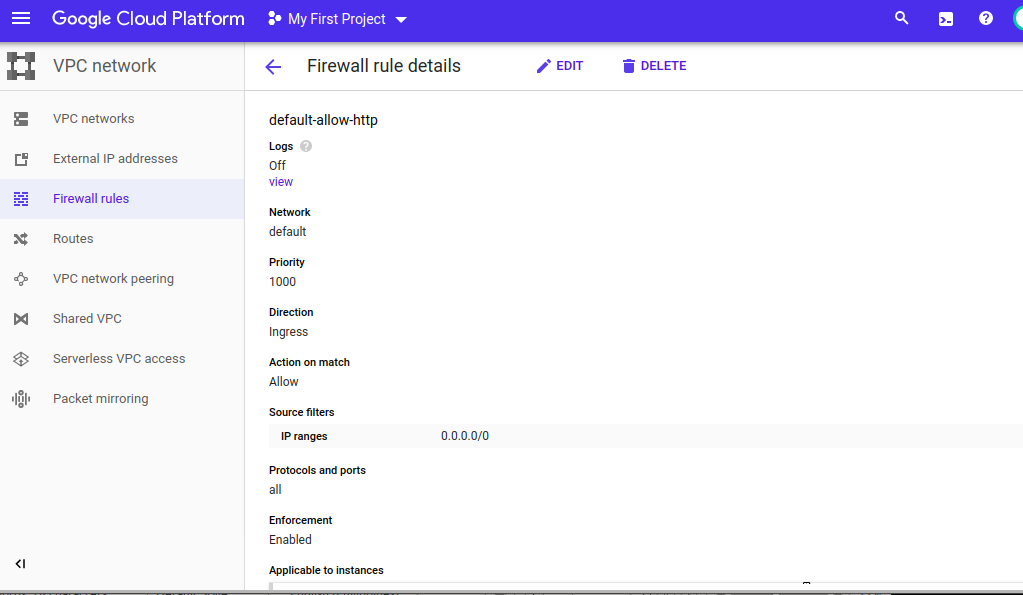 Google Cloud Platform
My First Project
VPC network
Firewall rule details
EDIT
DELETE
VPC networks
External IP addresses
Firewall rules
Routes
VPC network peering
Shared VPC
Serverless VPC access
Packet mirroring
default-allow-http
Logs
Off
view
Network
default
Priority
1000
Direction
Ingress
Action on match
Allow
Source filters
IP ranges 0.0.0.0/0
Protocols and ports
all
Enforcement
Enabled
Applicable to instances